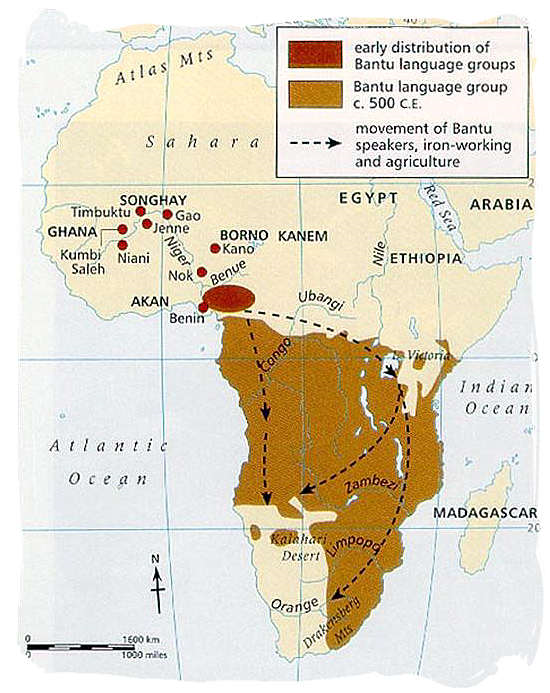 early distribution of
Bantu language groups
Bantu language group
c. 500 C.E.
movement of Bantu
speakers, iron-working
and agriculture
Atlas Mts
Sahara
EGYPT
Red Sea
ARABIA
SONGHAY
Timbuktu
Gao
GHANA
Jenne
Kumbi
Saleh
Niani
Niger
BORNO KANEM
Kano
Nile
ETHIOPIA
Nok
Benue
AKAN
Benin
Ubangi
Congo
L. Victoria
Indian
Ocean
Atlantic
Ocean
Zambezi
MADAGASCAR
20
Kalahari
Desert
Limpopo
Orange
Drakensberg
Mts
N
0 1600 km
0 1000 miles